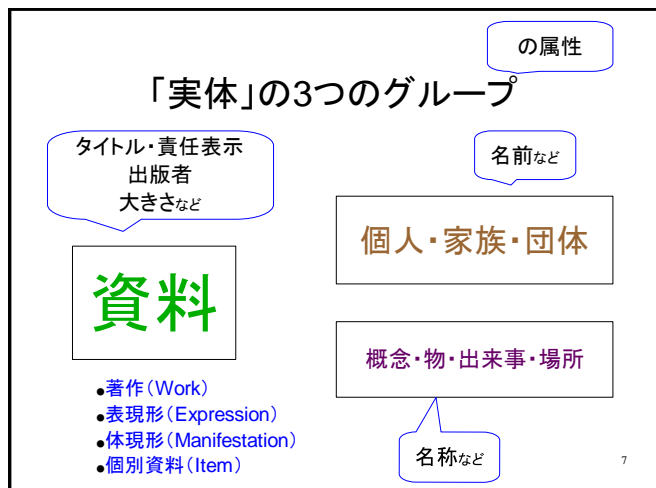 の属性
「実体」の3つのグループ
タイトル・責任表示
出版者
大きさなど
名前など
資料
個人・家族・団体
概念・物・出来事・場所
●著作（Work）
●表現形（Expression）
●体現形（Manifestation）
●個別資料（Item）
名称など
7